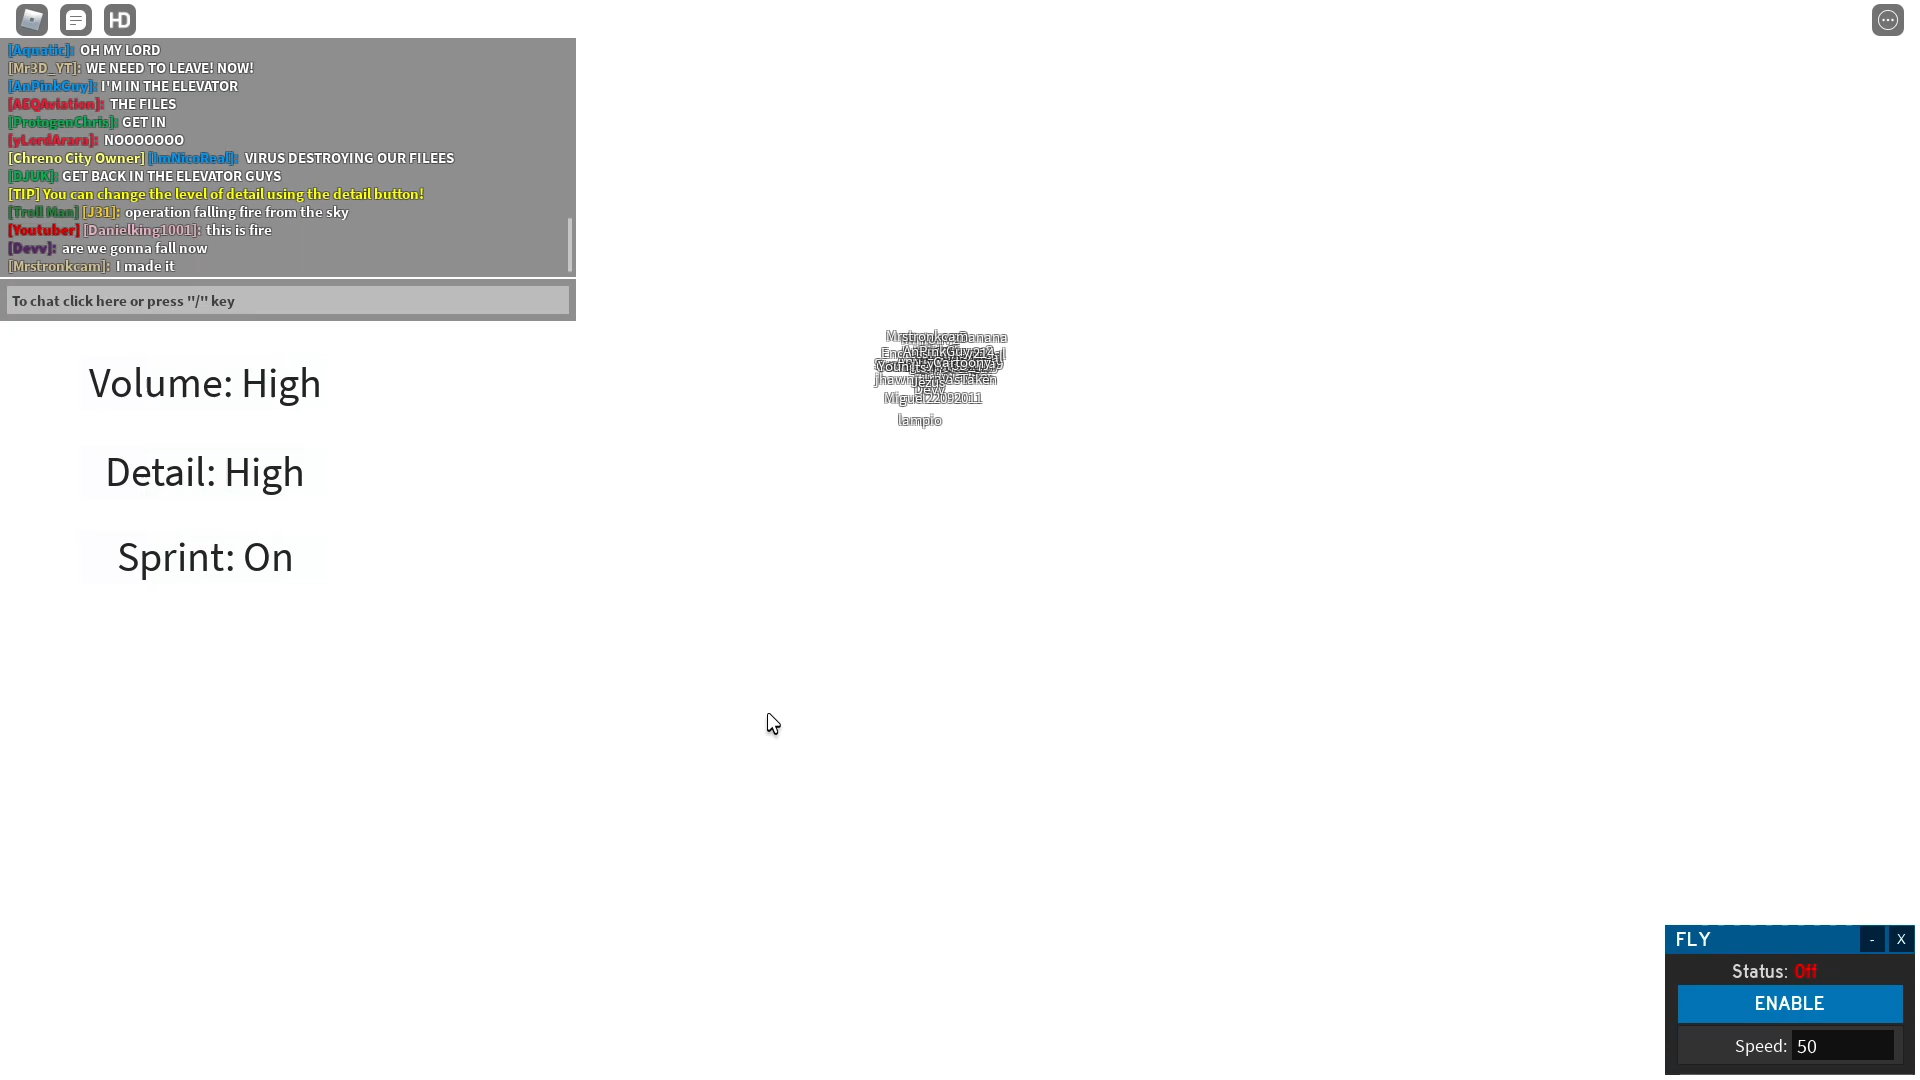 HD
[Aquatic]: OH MY LORD
[Mr3D_YT]: WE NEED TO LEAVE! NOW!
[AnPinkGuy]: I'M IN THE ELEVATOR
[AEQAviation]: THE FILES
[ProtogenChris]: GET IN
[yLordArara]: NOOOOOOO
[Chreno City Owner] [ImNicoReal]: VIRUS DESTROYING OUR FILEES
[DJUK]: GET BACK IN THE ELEVATOR GUYS
[TIP] You can change the level of detail using the detail button!
[Troll Man] [J31]: operation falling fire from the sky
[Youtuber] [Danielking1001]: this is fire
[Devv]: are we gonna fall now
[Mrstronkcam]: I made it
To chat click here or press "/" key
Mrstronkcam
AnPinkGuy
Jezus
Devv
Miguel22092011
lampio
Volume: High
Detail: High
Sprint: On
FLY - X
Status: Off
ENABLE
Speed: 50